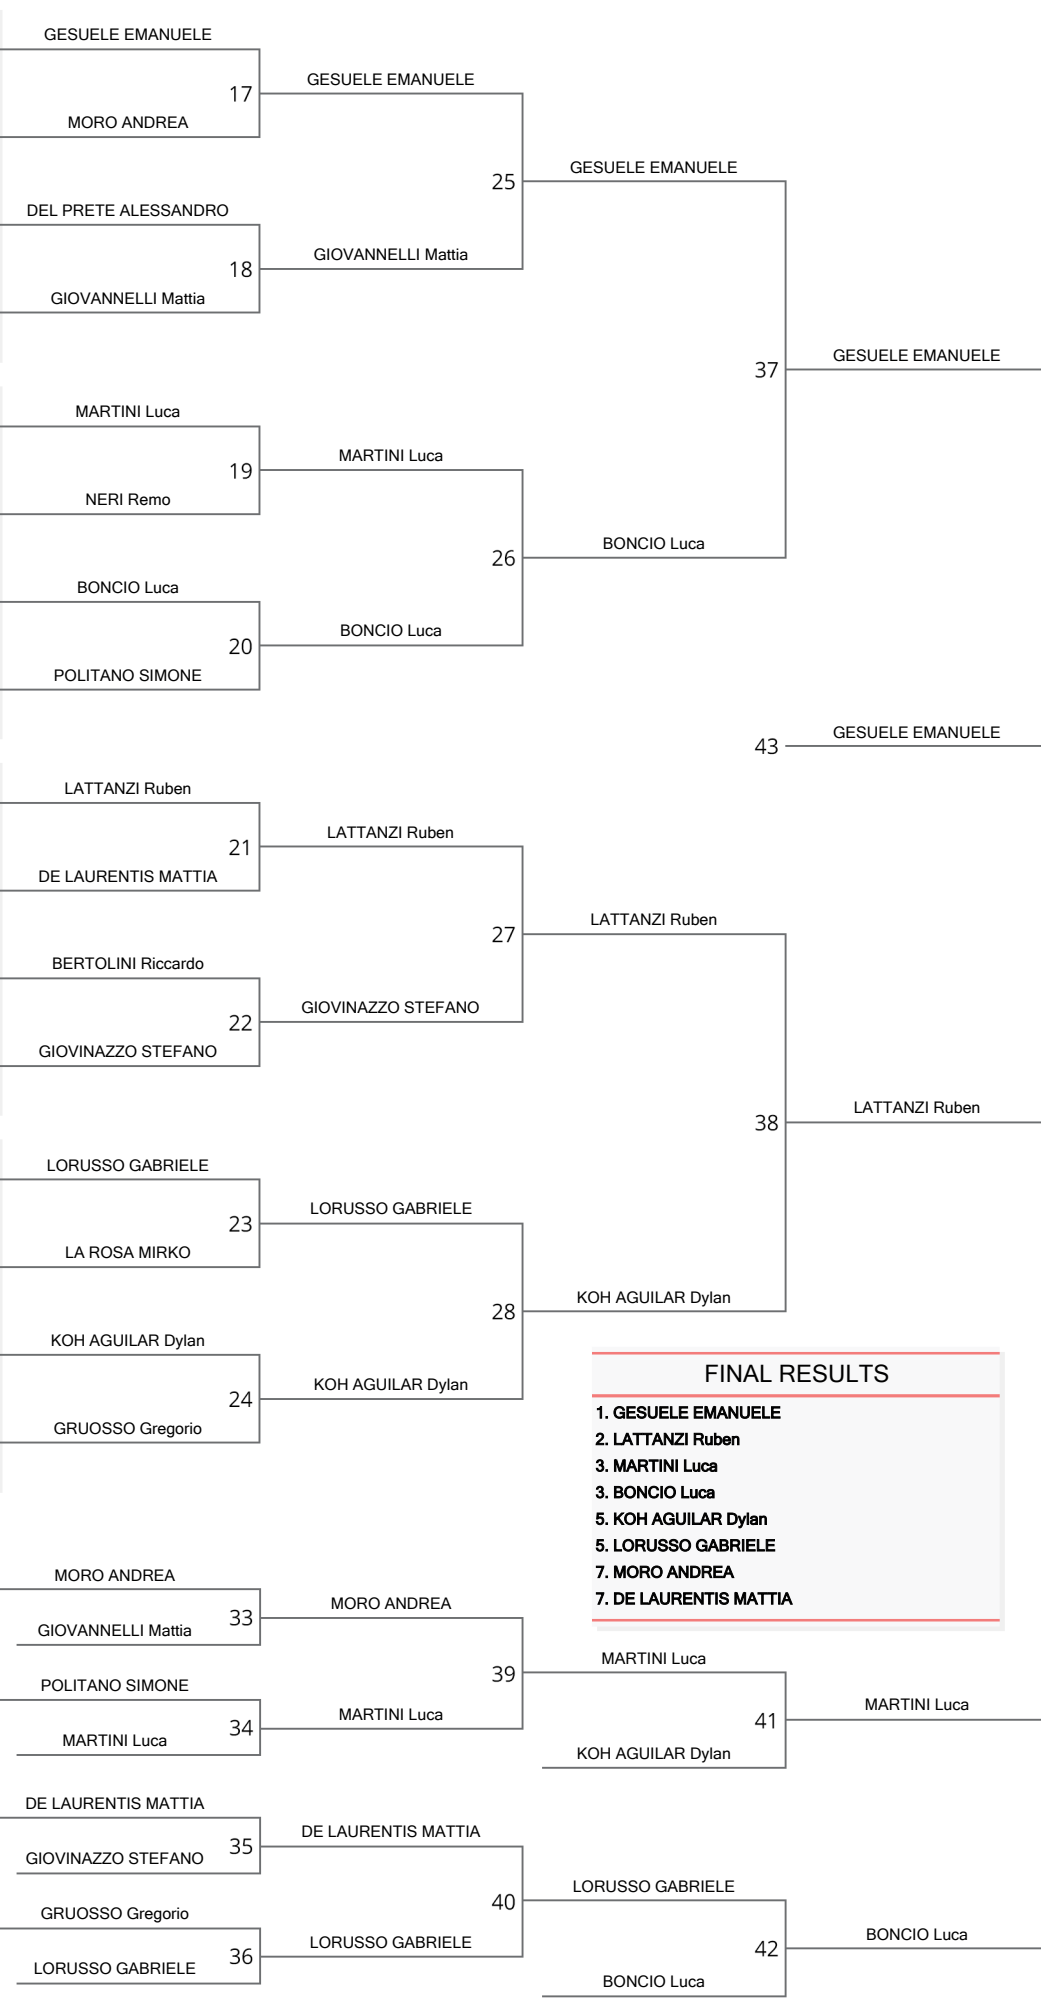 GESUELE EMANUELE
17
GESUELE EMANUELE
MORO ANDREA
25
GESUELE EMANUELE
DEL PRETE ALESSANDRO
18
GIOVANNELLI Mattia
GIOVANNELLI Mattia
37
GESUELE EMANUELE
MARTINI Luca
19
MARTINI Luca
NERI Remo
26
BONCIO Luca
BONCIO Luca
20
BONCIO Luca
POLITANO SIMONE
43
GESUELE EMANUELE
LATTANZI Ruben
21
LATTANZI Ruben
DE LAURENTIS MATTIA
27
LATTANZI Ruben
BERTOLINI Riccardo
22
GIOVINAZZO STEFANO
GIOVINAZZO STEFANO
38
LATTANZI Ruben
LORUSSO GABRIELE
23
LORUSSO GABRIELE
LA ROSA MIRKO
28
KOH AGUILAR Dylan
KOH AGUILAR Dylan
24
KOH AGUILAR Dylan
GRUOSSO Gregorio
FINAL RESULTS
1. GESUELE EMANUELE
2. LATTANZI Ruben
3. MARTINI Luca
3. BONCIO Luca
5. KOH AGUILAR Dylan
5. LORUSSO GABRIELE
7. MORO ANDREA
7. DE LAURENTIS MATTIA
MORO ANDREA
33
MORO ANDREA
GIOVANNELLI Mattia
39
MARTINI Luca
POLITANO SIMONE
34
MARTINI Luca
MARTINI Luca
41
MARTINI Luca
KOH AGUILAR Dylan
DE LAURENTIS MATTIA
35
DE LAURENTIS MATTIA
GIOVINAZZO STEFANO
40
LORUSSO GABRIELE
GRUOSSO Gregorio
36
LORUSSO GABRIELE
LORUSSO GABRIELE
42
BONCIO Luca
BONCIO Luca